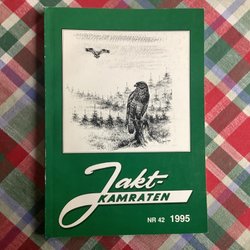 Jakt-
KAMRATEN
NR 42 1995